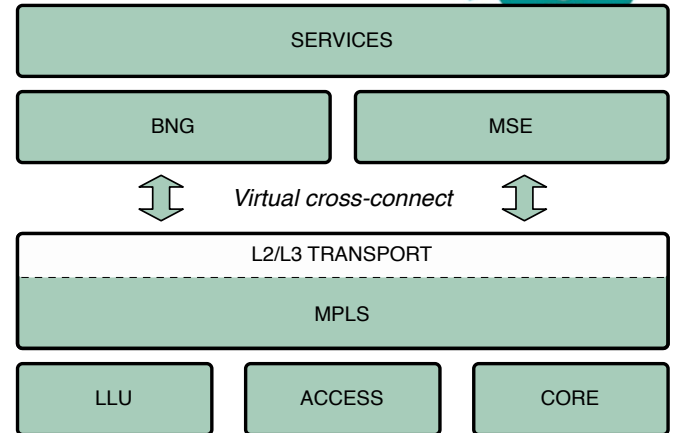 SERVICES
BNG MSE
Virtual cross-connect
L2/L3 TRANSPORT
MPLS
LLU ACCESS CORE